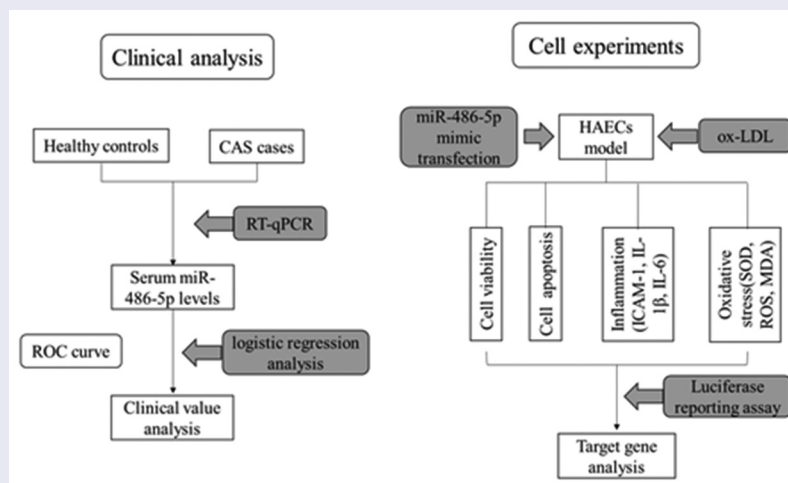 Clinical analysis
Healthy controls
CAS cases
RT-qPCR
Serum miR-
486-5p levels
ROC curve
logistic regression
analysis
Clinical value
analysis
Cell experiments
miR-486-5p
mimic
transfection
HAECs
model
ox-LDL
Cell viability
Cell apoptosis
Inflammation
(ICAM-1, IL-
1β, IL-6)
Oxidative
stress(SOD,
ROS, MDA)
Luciferase
reporting assay
Target gene
analysis